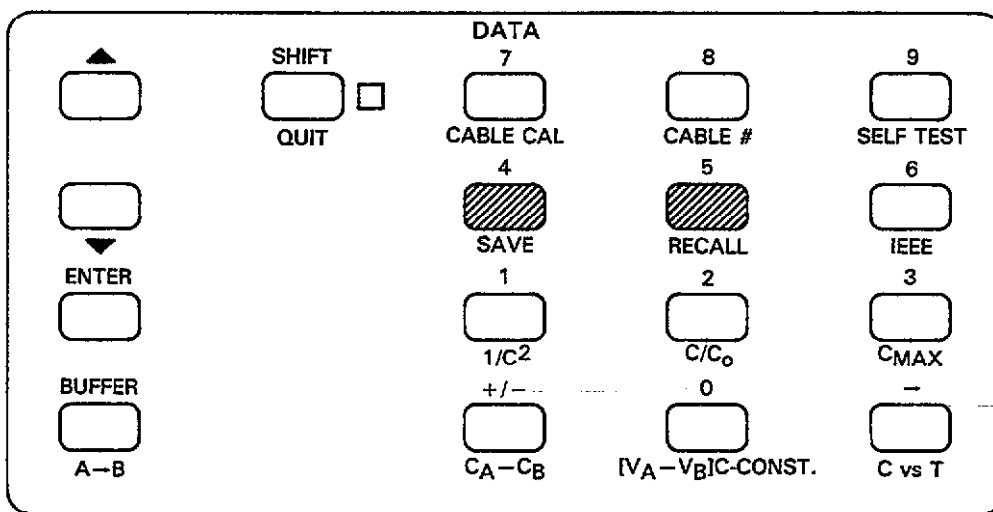 DATA
SHIFT 7 8 9
QUIT CABLE CAL CABLE # SELF TEST
4 5 6
SAVE RECALL IEEE
ENTER 1 2 3
1/C² C/Cₒ CMAX
BUFFER +/− 0 →
A→B CA−CB [VA−VB]C-CONST. C vs T